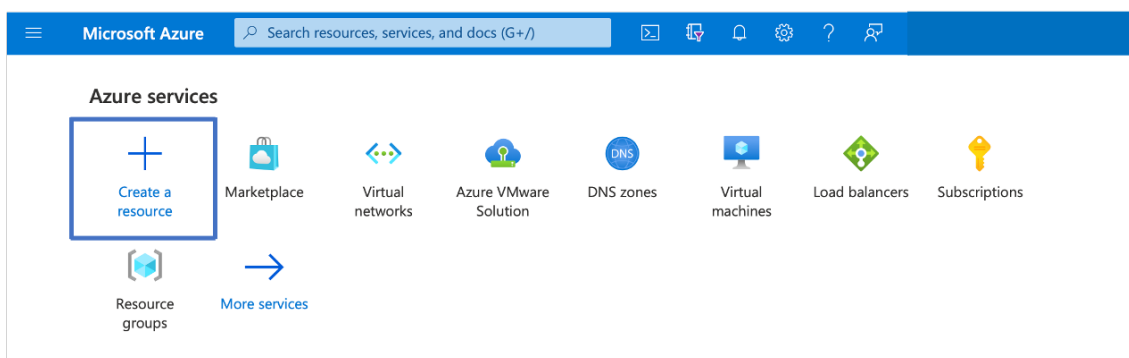 Microsoft Azure
Search resources, services, and docs (G+/)
Azure services
Create a
resource
Marketplace
Virtual
networks
Azure VMware
Solution
DNS
DNS zones
Virtual
machines
Load balancers
Subscriptions
Resource
groups
More services